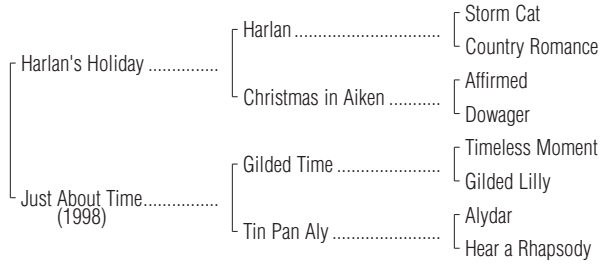 Storm Cat
Harlan ........................................
Country Romance
Harlan's Holiday ...................
Affirmed
Christmas in Aiken ..............
Dowager
Timeless Moment
Gilded Time ............................
Gilded Lilly
Just About Time.....................
(1998)
Alydar
Tin Pan Aly .............................
Hear a Rhapsody